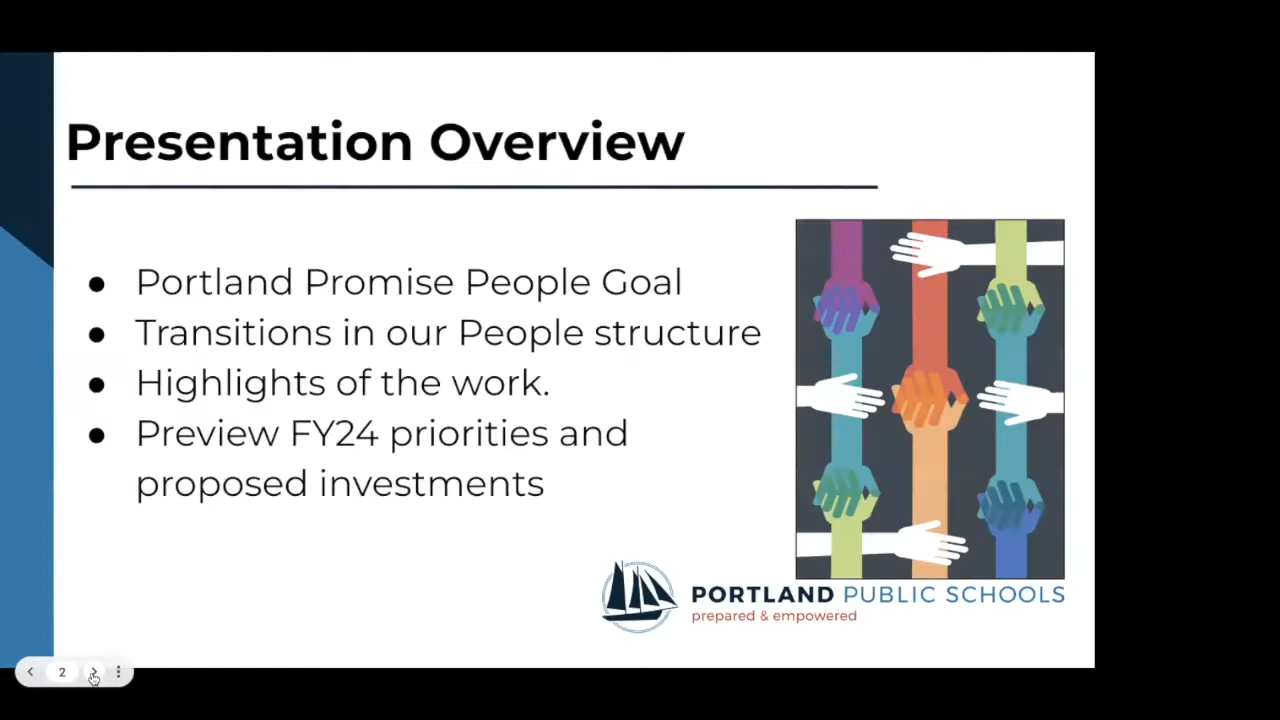 Presentation Overview
● Portland Promise People Goal
● Transitions in our People structure
● Highlights of the work.
● Preview FY24 priorities and
proposed investments
PORTLAND PUBLIC SCHOOLS
prepared & empowered
2